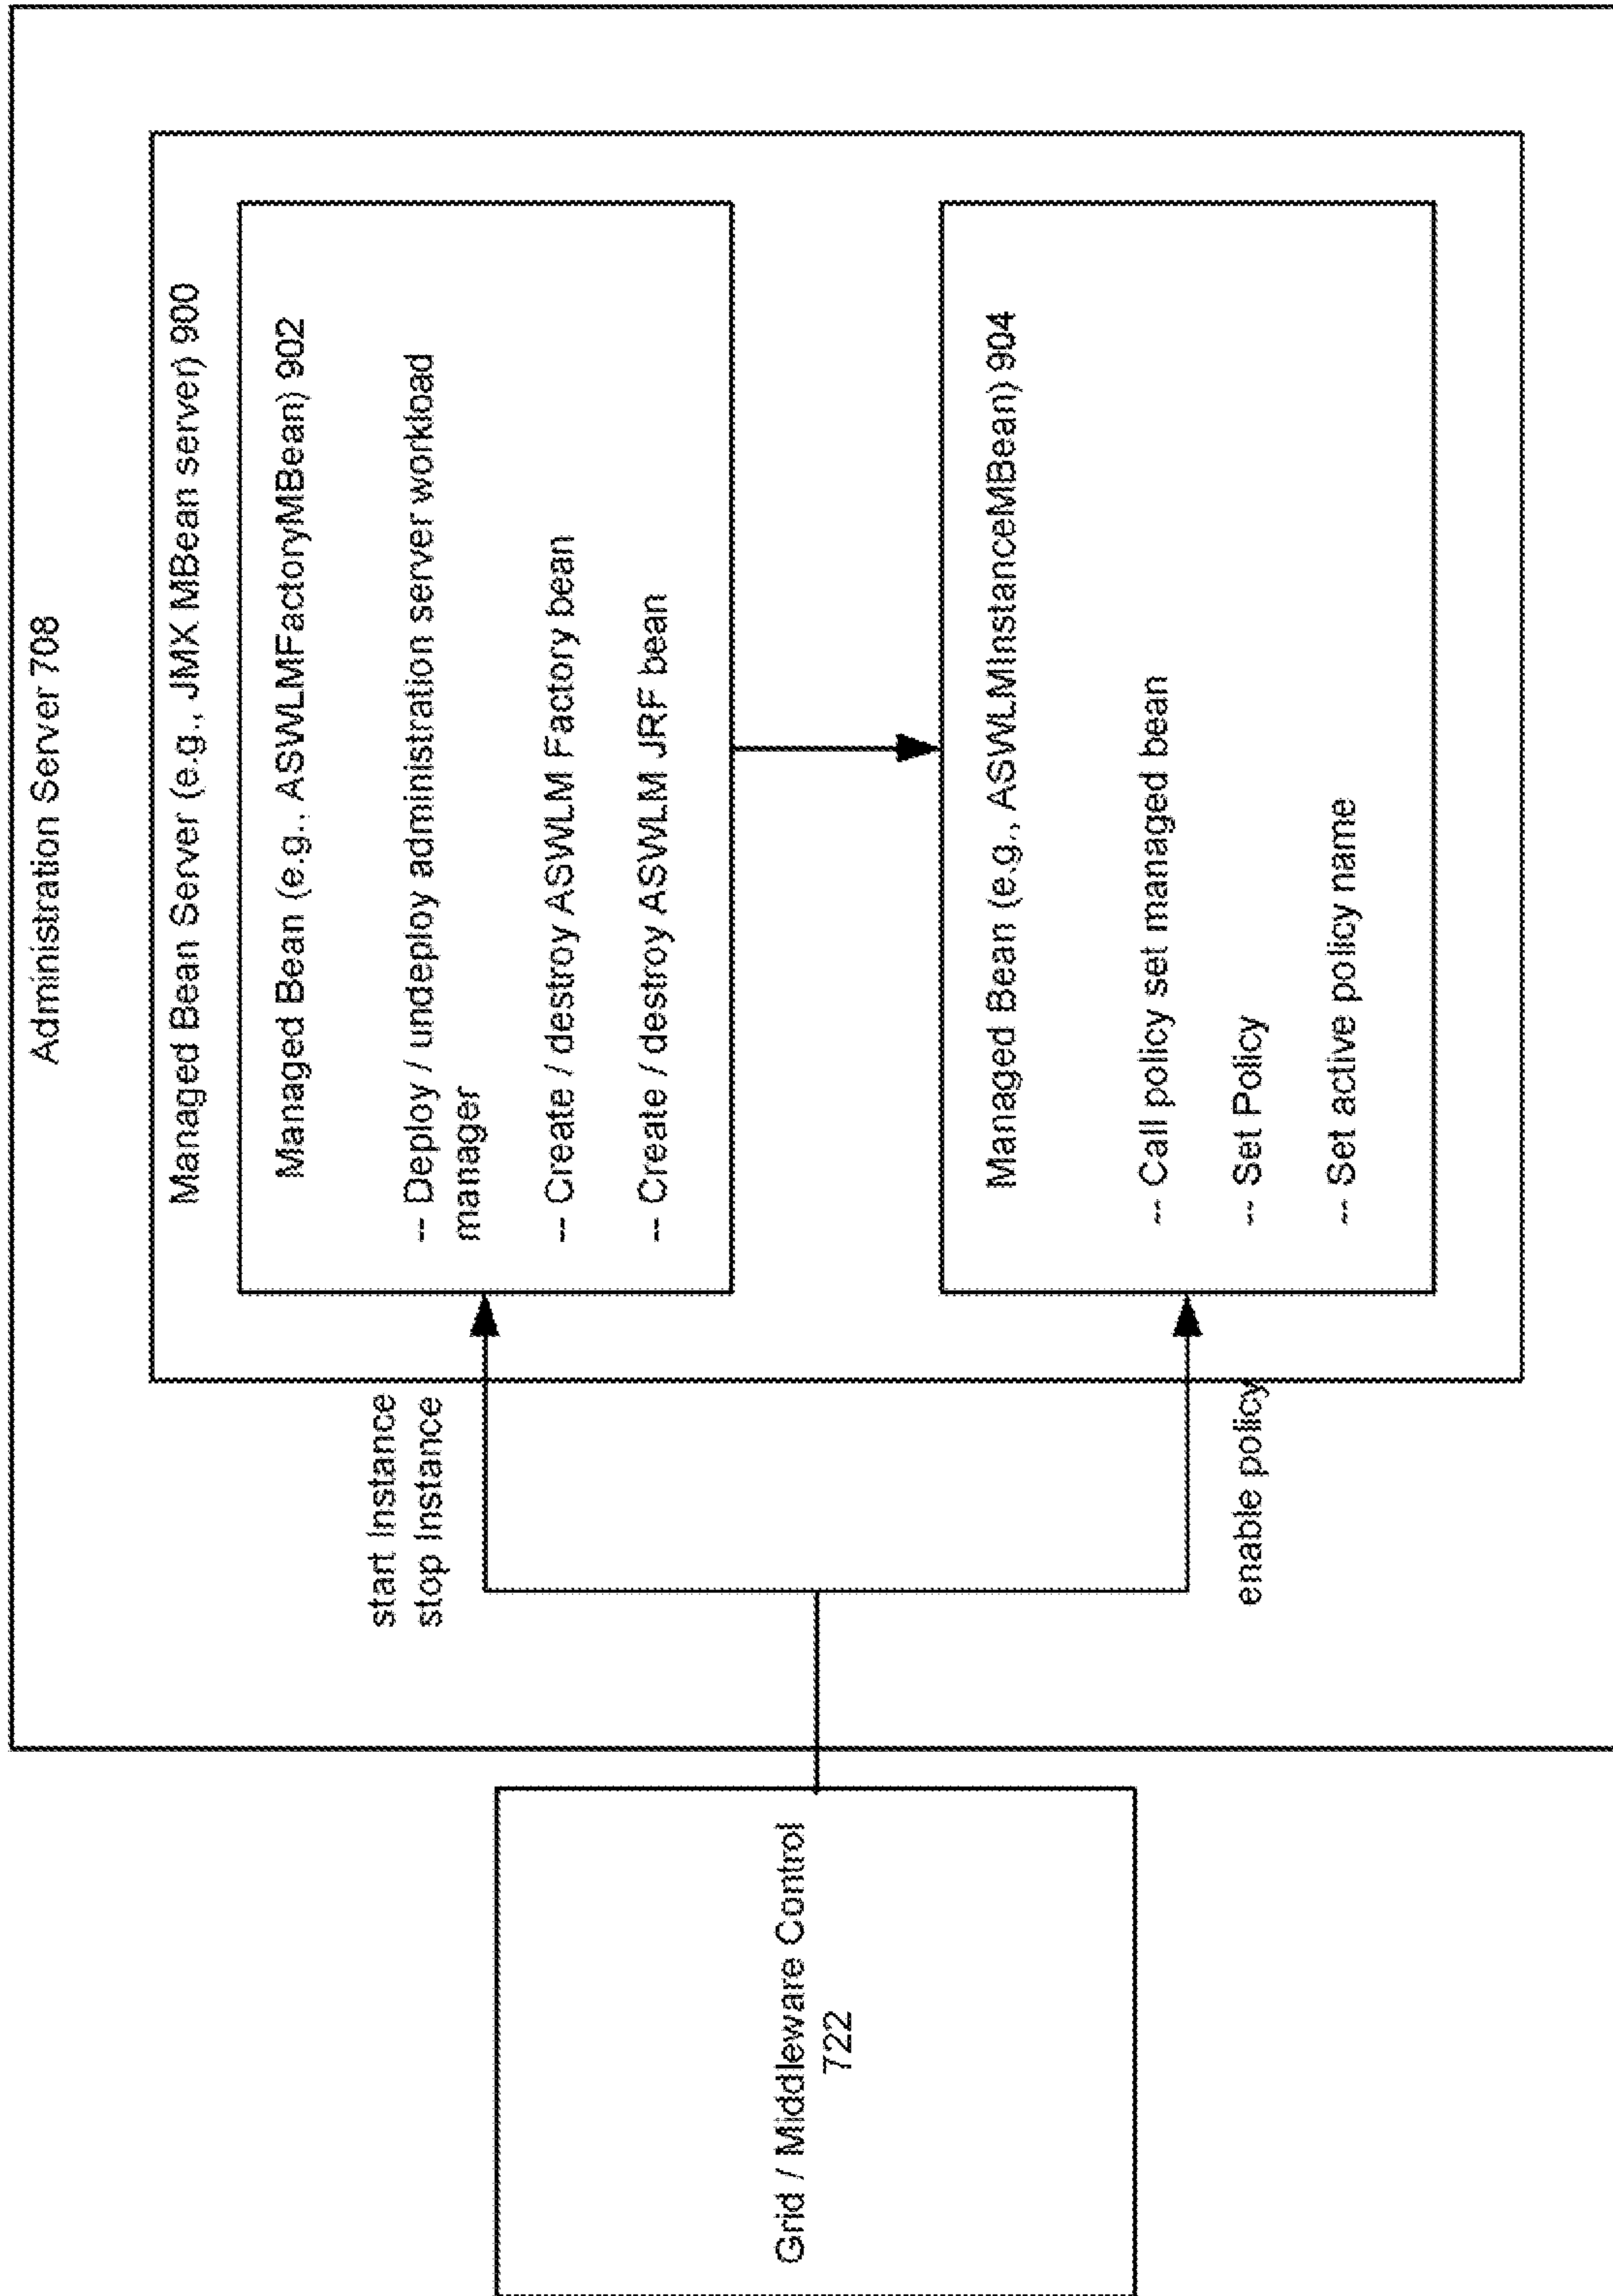 Administration Server 708
Managed Bean Server (e.g., JMX MBean server) 900
Managed Bean (e.g., ASWLMFactoryMBean) 902
-- Deploy / undeploy administration server workload
manager
-- Create / destroy ASWLM Factory bean
-- Create / destroy ASWLM JRF bean
start Instance
stop Instance
Managed Bean (e.g., ASWLMInstanceMBean) 904
-- Call policy set managed bean
-- Set Policy
-- Set active policy name
enable policy
Grid / Middleware Control
722